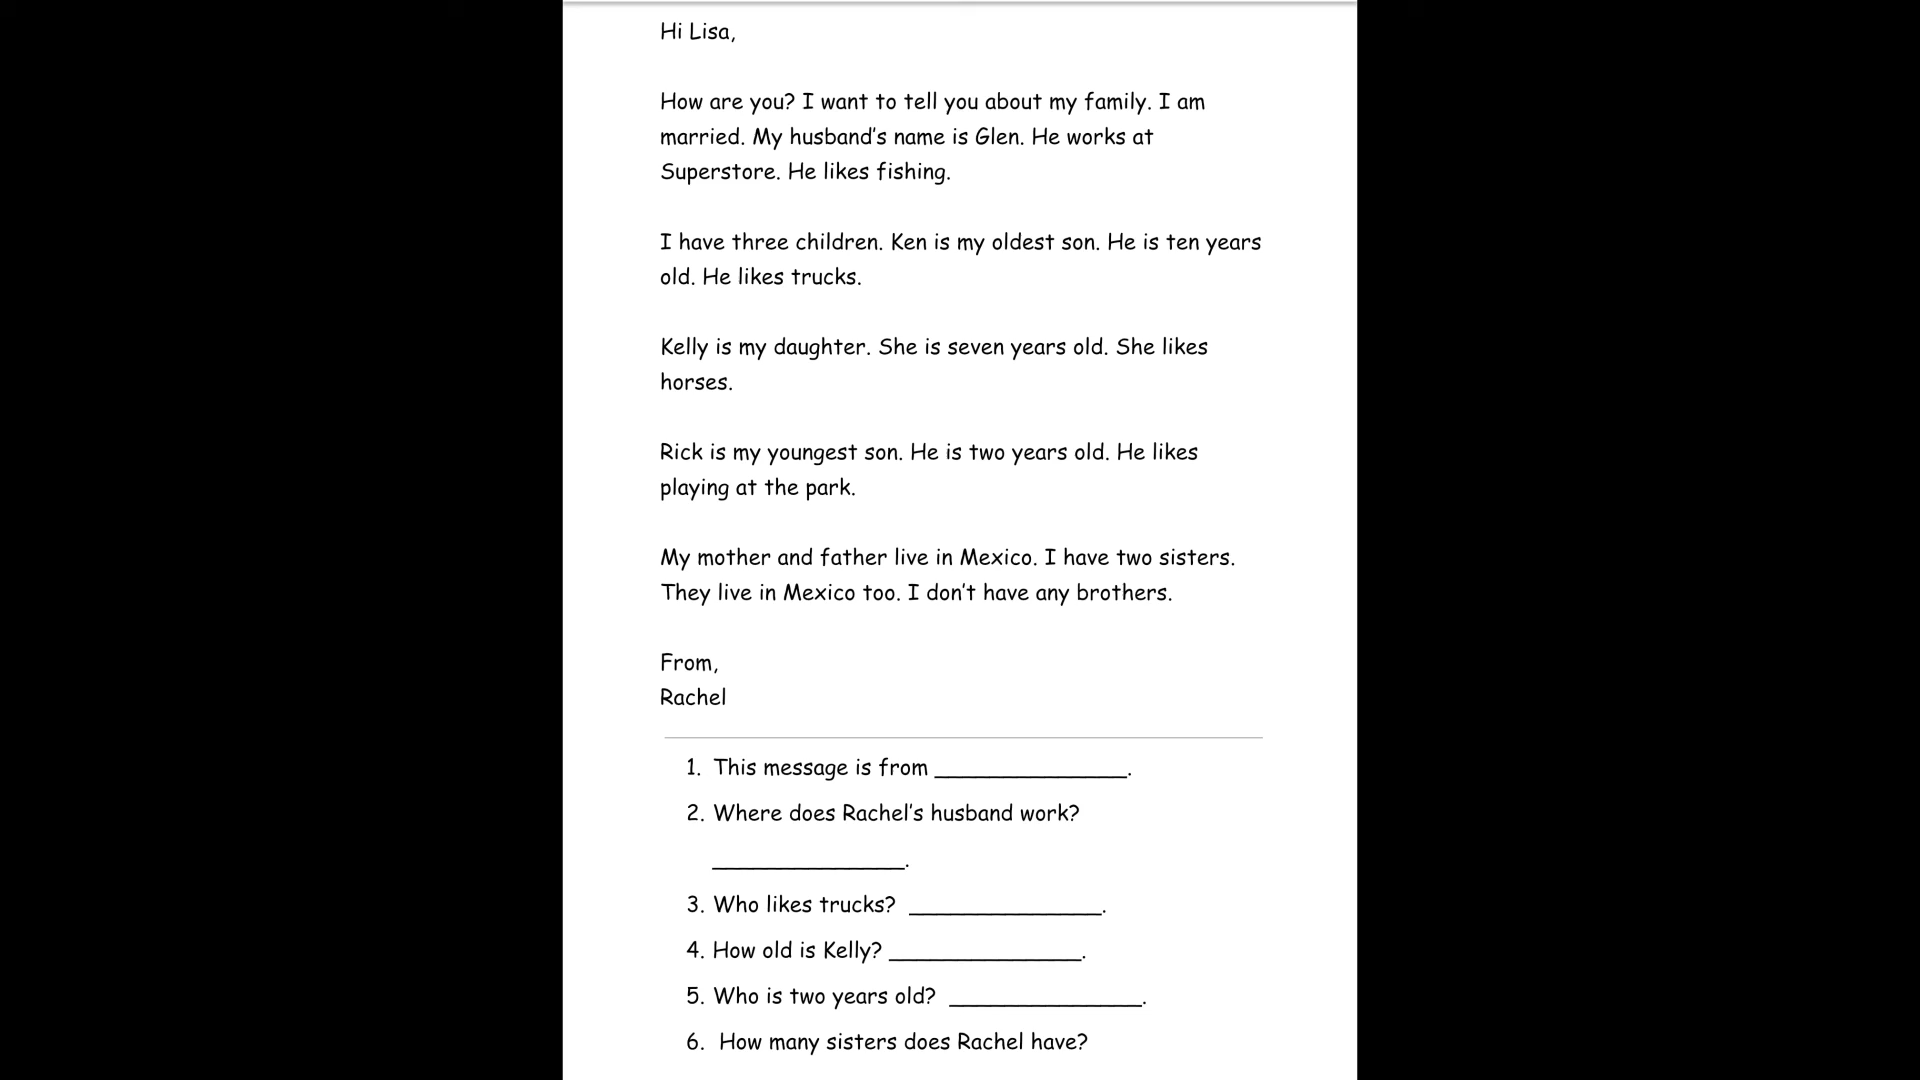 Hi Lisa,
How are you? I want to tell you about my family. I am
married. My husband’s name is Glen. He works at
Superstore. He likes fishing.
I have three children. Ken is my oldest son. He is ten years
old. He likes trucks.
Kelly is my daughter. She is seven years old. She likes
horses.
Rick is my youngest son. He is two years old. He likes
playing at the park.
My mother and father live in Mexico. I have two sisters.
They live in Mexico too. I don’t have any brothers.
From,
Rachel
1. This message is from ________________.
2. Where does Rachel’s husband work?
________________.
3. Who likes trucks? ________________.
4. How old is Kelly? ________________.
5. Who is two years old? ________________.
6. How many sisters does Rachel have?